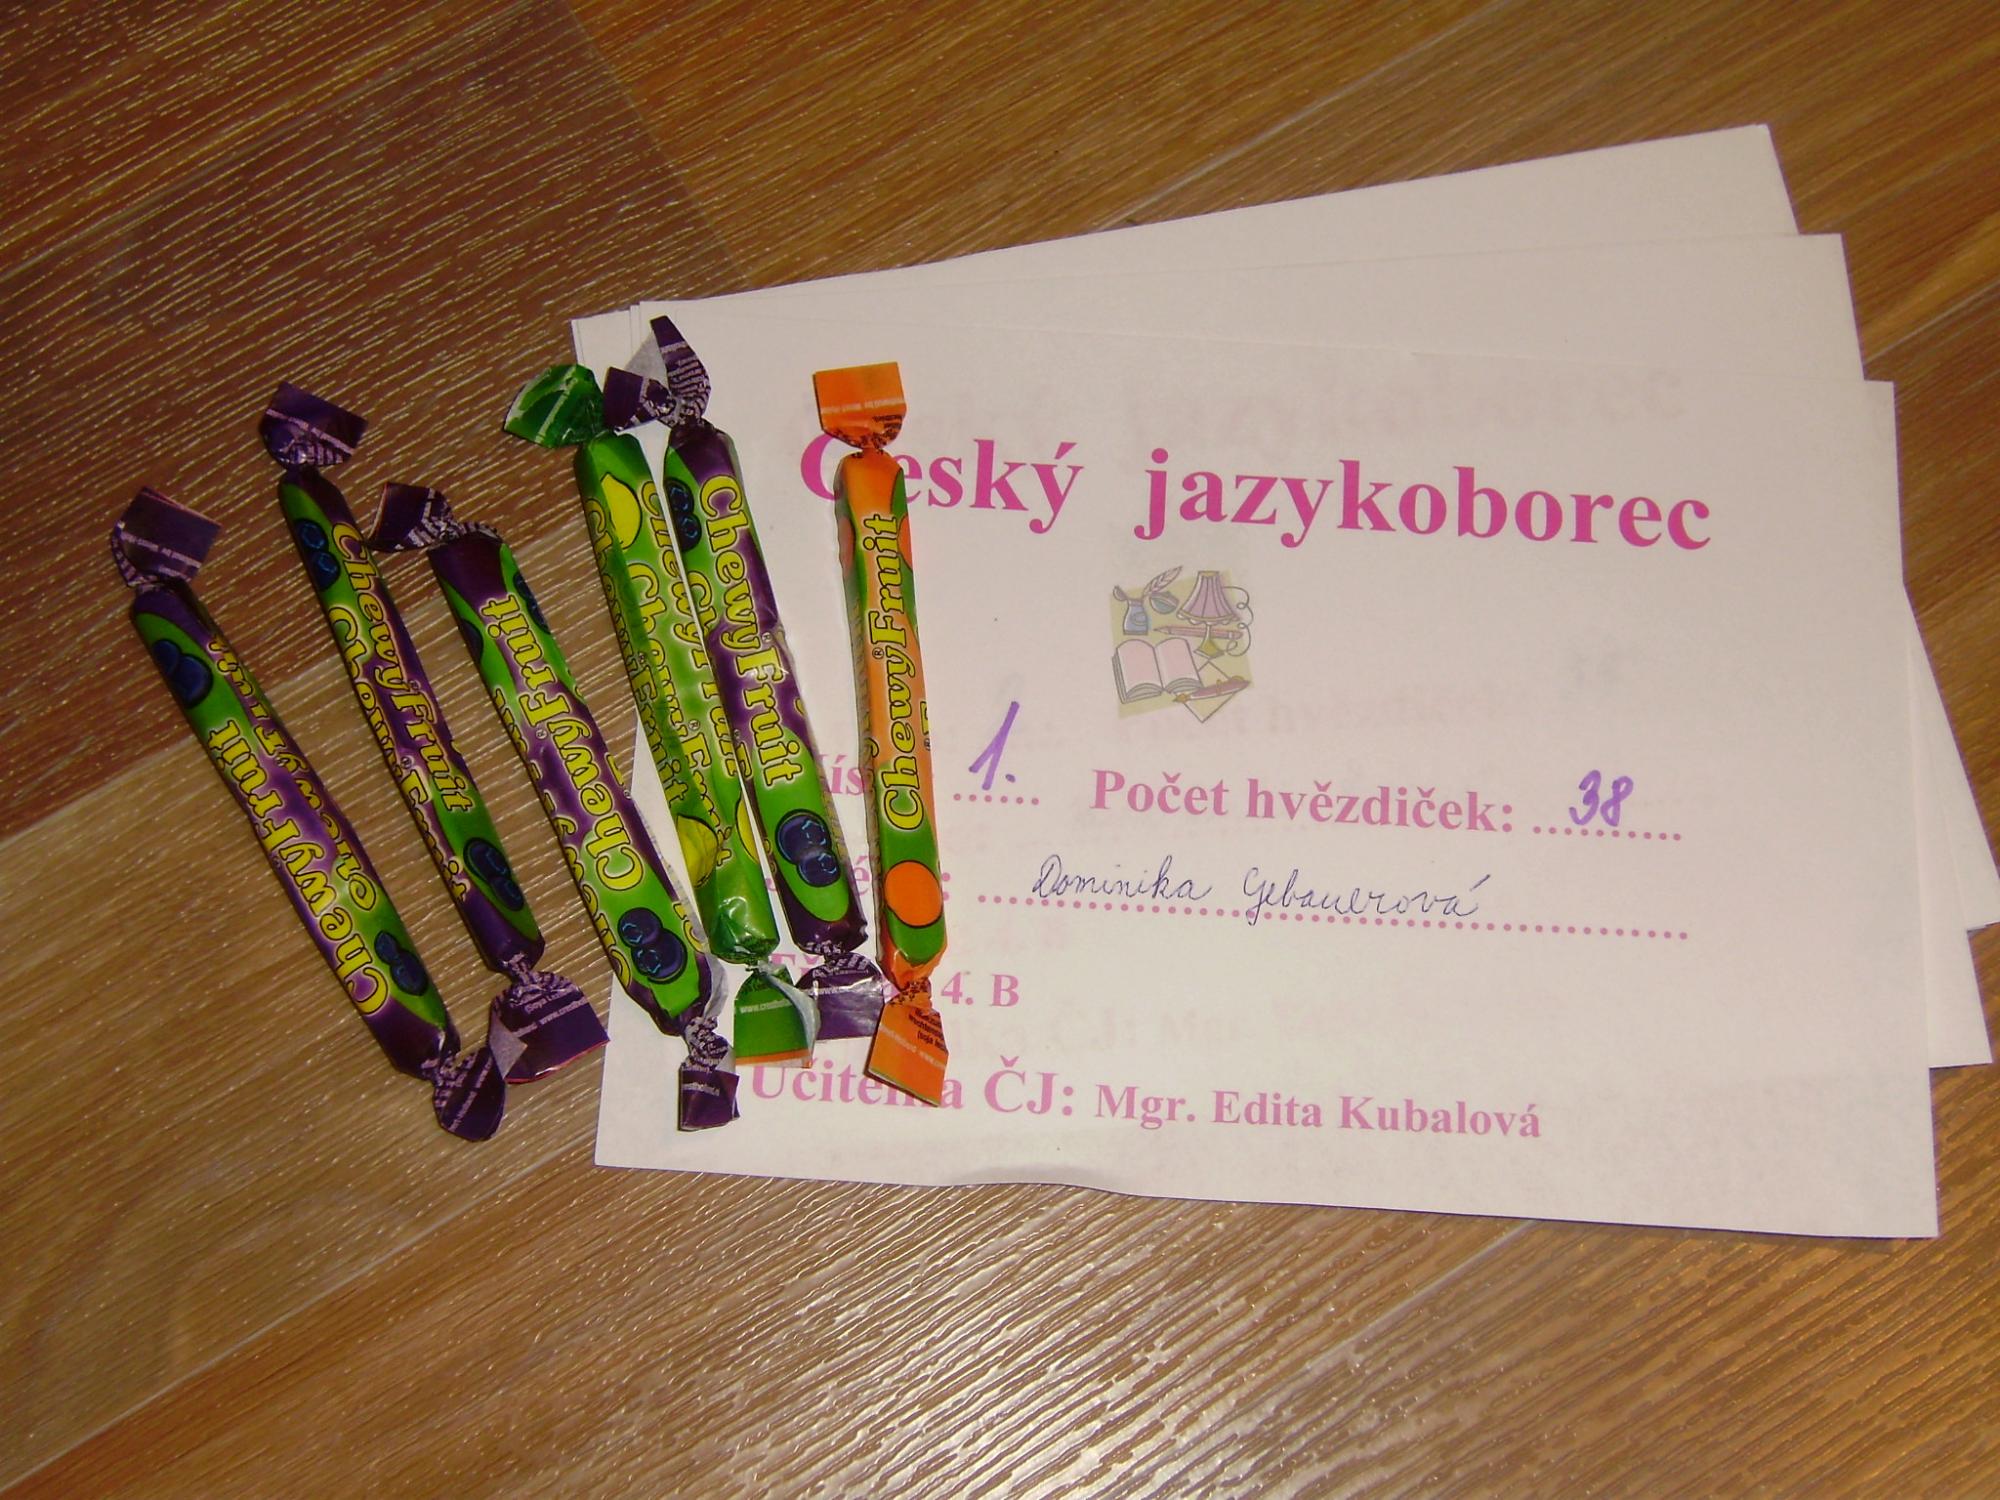 Český jazykoborec
1. Počet hvězdiček: 38
Dominika Gebauerová
4. B
Učitelka ČJ: Mgr. Edita Kubalová
ChewyFruit
ChewyFruit
ChewyFruit
ChewyFruit
ChewyFruit
ChewyFruit